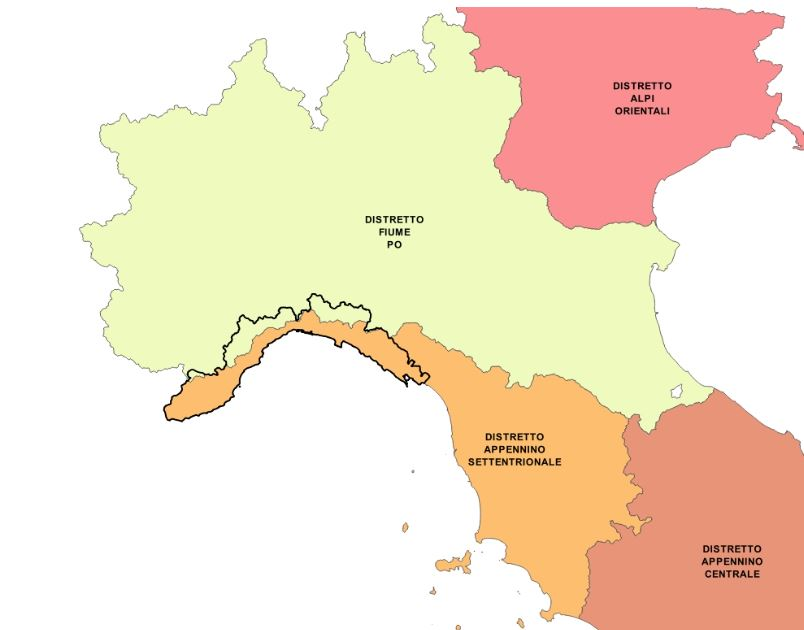 DISTRETTO
ALPI
ORIENTALI
DISTRETTO
FIUME
PO
DISTRETTO
APPENNINO
SETTENTRIONALE
DISTRETTO
APPENNINO
CENTRALE